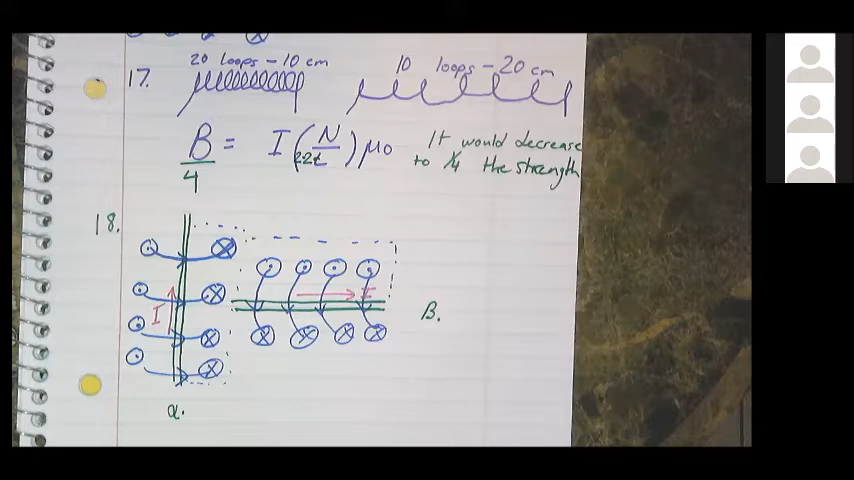 17. 20 loops - 10 cm 10 loops - 20 cm
B/4 = I (N/L) μ0 It would decrease
to 1/4 the strength
18.
I I
B.
a.